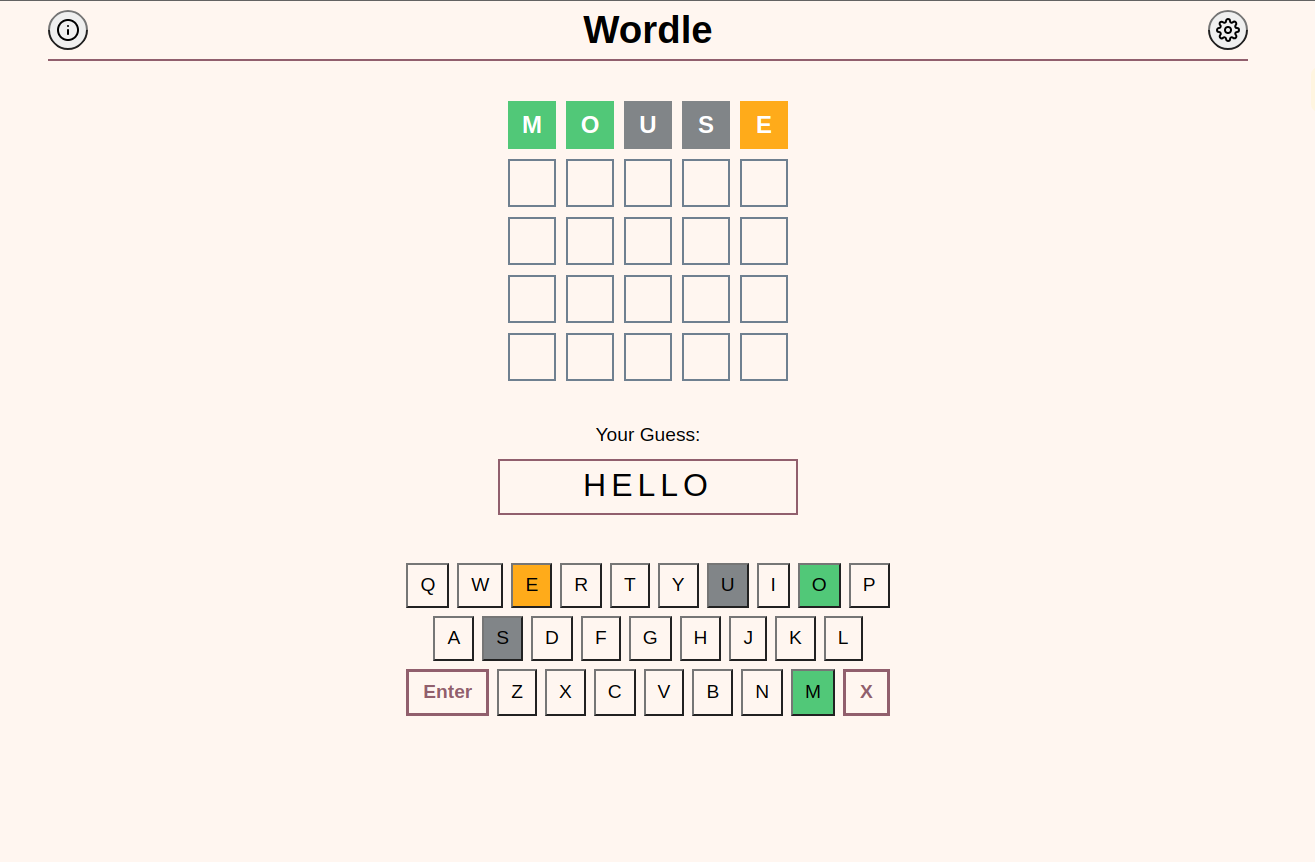 Wordle
M O U S E
Your Guess:
HELLO
Q W E R T Y U I O P
A S D F G H J K L
Enter Z X C V B N M X